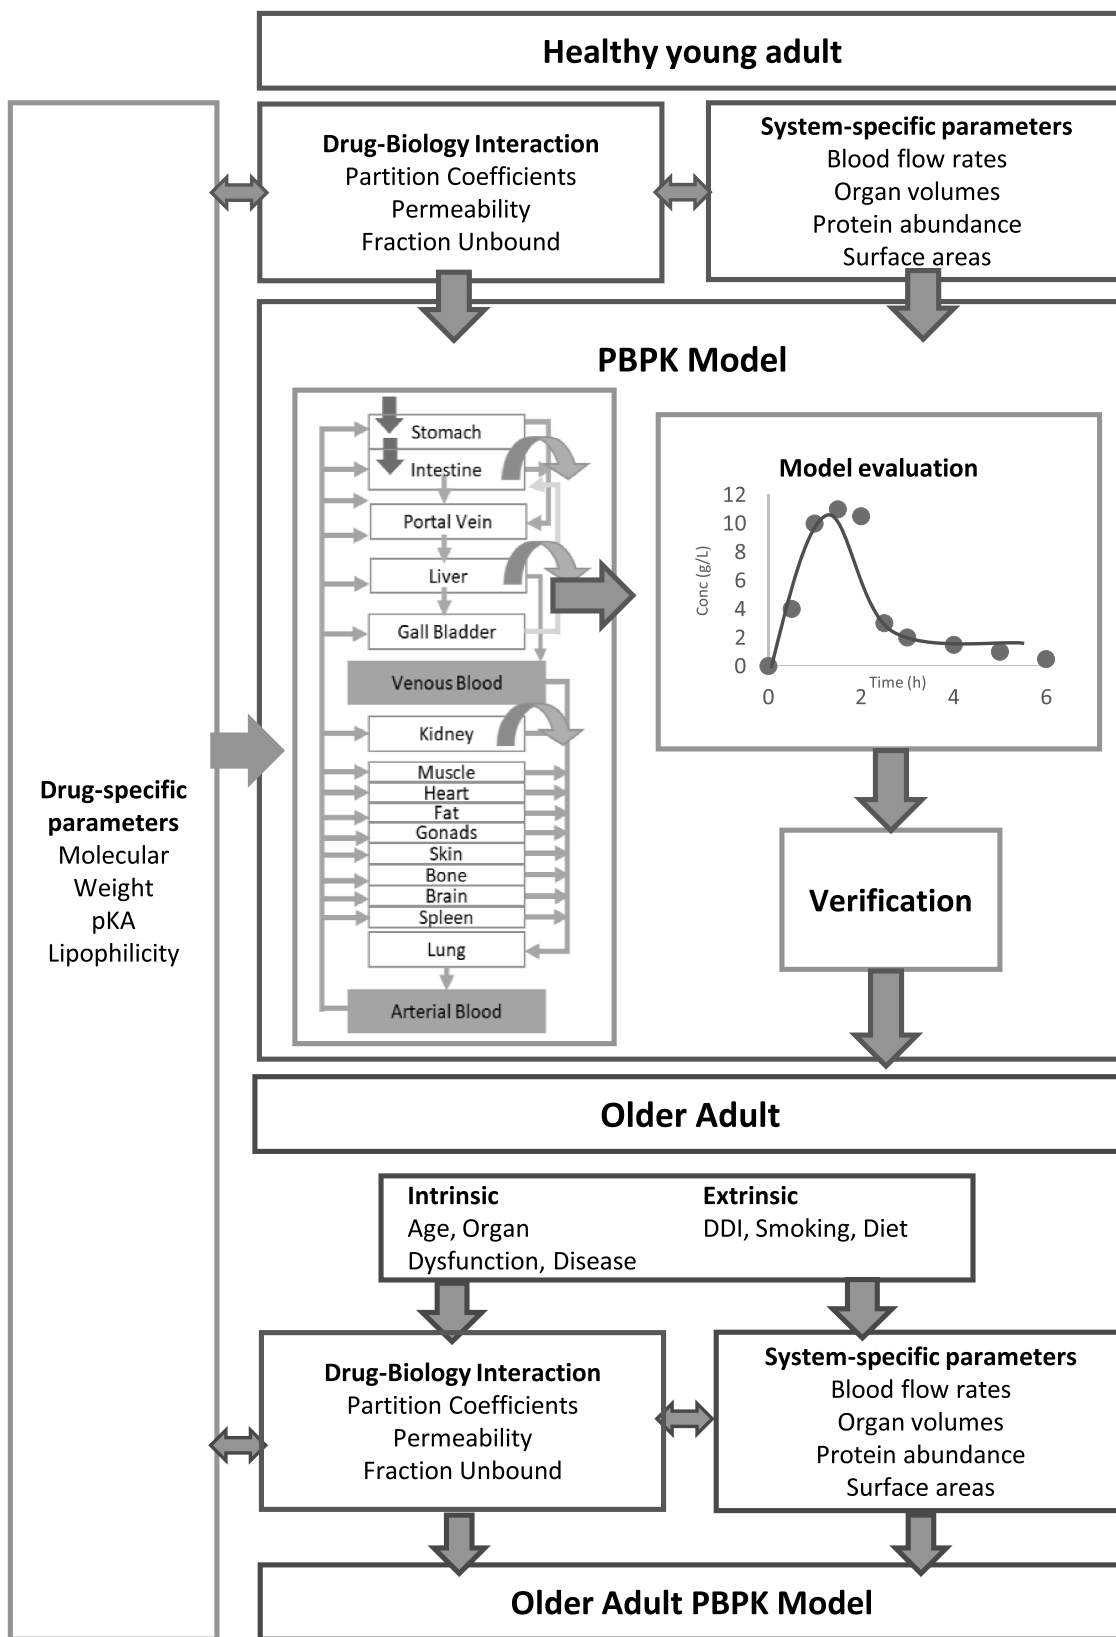 Healthy young adult
Drug-Biology Interaction
Partition Coefficients
Permeability
Fraction Unbound
System-specific parameters
Blood flow rates
Organ volumes
Protein abundance
Surface areas
PBPK Model
Stomach
Intestine
Portal Vein
Liver
Gall Bladder
Venous Blood
Kidney
Muscle
Heart
Fat
Gonads
Skin
Bone
Brain
Spleen
Lung
Arterial Blood
Model evaluation
Conc (g/L)
12
10
8
6
4
2
0
Time (h)
0
2
4
6
Verification
Drug-specific
parameters
Molecular
Weight
pKA
Lipophilicity
Older Adult
Intrinsic
Age, Organ
Dysfunction, Disease
Extrinsic
DDI, Smoking, Diet
Drug-Biology Interaction
Partition Coefficients
Permeability
Fraction Unbound
System-specific parameters
Blood flow rates
Organ volumes
Protein abundance
Surface areas
Older Adult PBPK Model